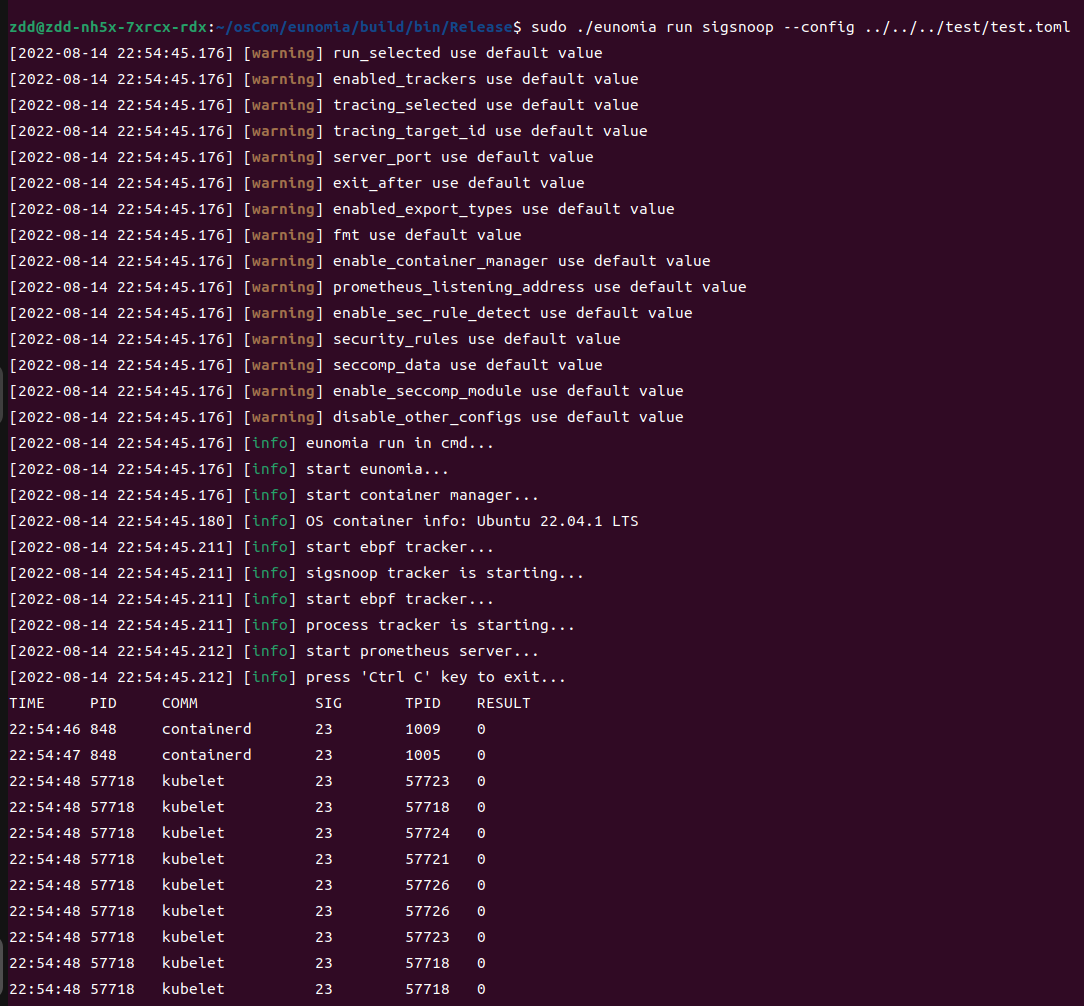 zdd@zdd-nh5x-7xrcx-rdx:~/osCom/eunomia/build/bin/Release$ sudo ./eunomia run sigsnoop --config ../../../test/test.toml
[2022-08-14 22:54:45.176] [warning] run_selected use default value
[2022-08-14 22:54:45.176] [warning] enabled_trackers use default value
[2022-08-14 22:54:45.176] [warning] tracing_selected use default value
[2022-08-14 22:54:45.176] [warning] tracing_target_id use default value
[2022-08-14 22:54:45.176] [warning] server_port use default value
[2022-08-14 22:54:45.176] [warning] exit_after use default value
[2022-08-14 22:54:45.176] [warning] enabled_export_types use default value
[2022-08-14 22:54:45.176] [warning] fmt use default value
[2022-08-14 22:54:45.176] [warning] enable_container_manager use default value
[2022-08-14 22:54:45.176] [warning] prometheus_listening_address use default value
[2022-08-14 22:54:45.176] [warning] enable_sec_rule_detect use default value
[2022-08-14 22:54:45.176] [warning] security_rules use default value
[2022-08-14 22:54:45.176] [warning] seccomp_data use default value
[2022-08-14 22:54:45.176] [warning] enable_seccomp_module use default value
[2022-08-14 22:54:45.176] [warning] disable_other_configs use default value
[2022-08-14 22:54:45.176] [info] eunomia run in cmd...
[2022-08-14 22:54:45.176] [info] start eunomia...
[2022-08-14 22:54:45.176] [info] start container manager...
[2022-08-14 22:54:45.180] [info] OS container info: Ubuntu 22.04.1 LTS
[2022-08-14 22:54:45.211] [info] start ebpf tracker...
[2022-08-14 22:54:45.211] [info] sigsnoop tracker is starting...
[2022-08-14 22:54:45.211] [info] start ebpf tracker...
[2022-08-14 22:54:45.211] [info] process tracker is starting...
[2022-08-14 22:54:45.212] [info] start prometheus server...
[2022-08-14 22:54:45.212] [info] press 'Ctrl C' key to exit...
TIME PID COMM SIG TPID RESULT
22:54:46 848 containerd 23 1009 0
22:54:47 848 containerd 23 1005 0
22:54:48 57718 kubelet 23 57723 0
22:54:48 57718 kubelet 23 57718 0
22:54:48 57718 kubelet 23 57724 0
22:54:48 57718 kubelet 23 57721 0
22:54:48 57718 kubelet 23 57726 0
22:54:48 57718 kubelet 23 57726 0
22:54:48 57718 kubelet 23 57723 0
22:54:48 57718 kubelet 23 57718 0
22:54:48 57718 kubelet 23 57718 0